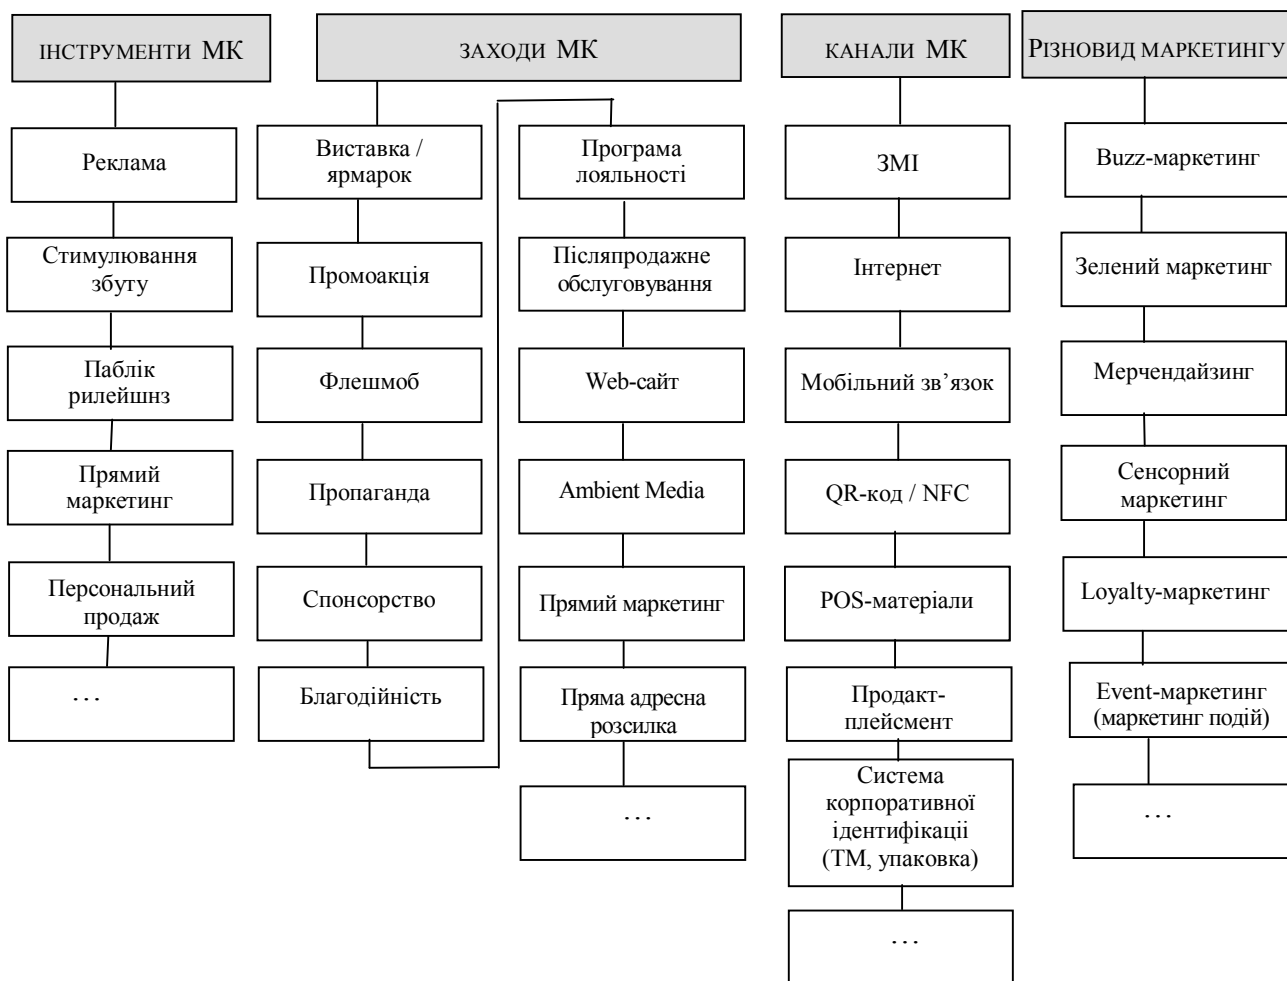 ІНСТРУМЕНТИ МК
Реклама
Стимулювання
збуту
Паблік
рилейшнз
Прямий
маркетинг
Персональний
продаж
…
ЗАХОДИ МК
Виставка /
ярмарок
Промоакція
Флешмоб
Пропаганда
Спонсорство
Благодійність
Програма
лояльності
Післяпродажне
обслуговування
Web-сайт
Ambient Media
Прямий маркетинг
Пряма адресна
розсилка
…
КАНАЛИ МК
ЗМІ
Інтернет
Мобільний зв’язок
QR-код / NFC
POS-матеріали
Продакт-
плейсмент
Система
корпоративної
ідентифікаціі
(ТМ, упаковка)
…
РІЗНОВИД МАРКЕТИНГУ
Buzz-маркетинг
Зелений маркетинг
Мерчендайзинг
Сенсорний
маркетинг
Loyalty-маркетинг
Event-маркетинг
(маркетинг подій)
…